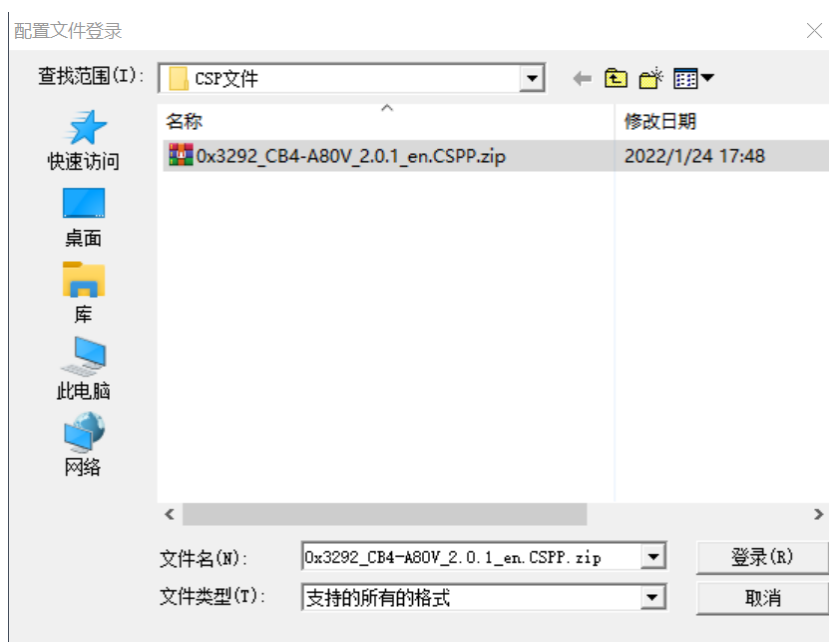 配置文件登录
查找范围(I): CSP文件
名称 修改日期
0x3292_CB4-A80V_2.0.1_en.CSPP.zip 2022/1/24 17:48
快速访问
桌面
库
此电脑
网络
文件名(N): 0x3292_CB4-A80V_2.0.1_en.CSPP.zip 登录(R)
文件类型(T): 支持的所有的格式 取消